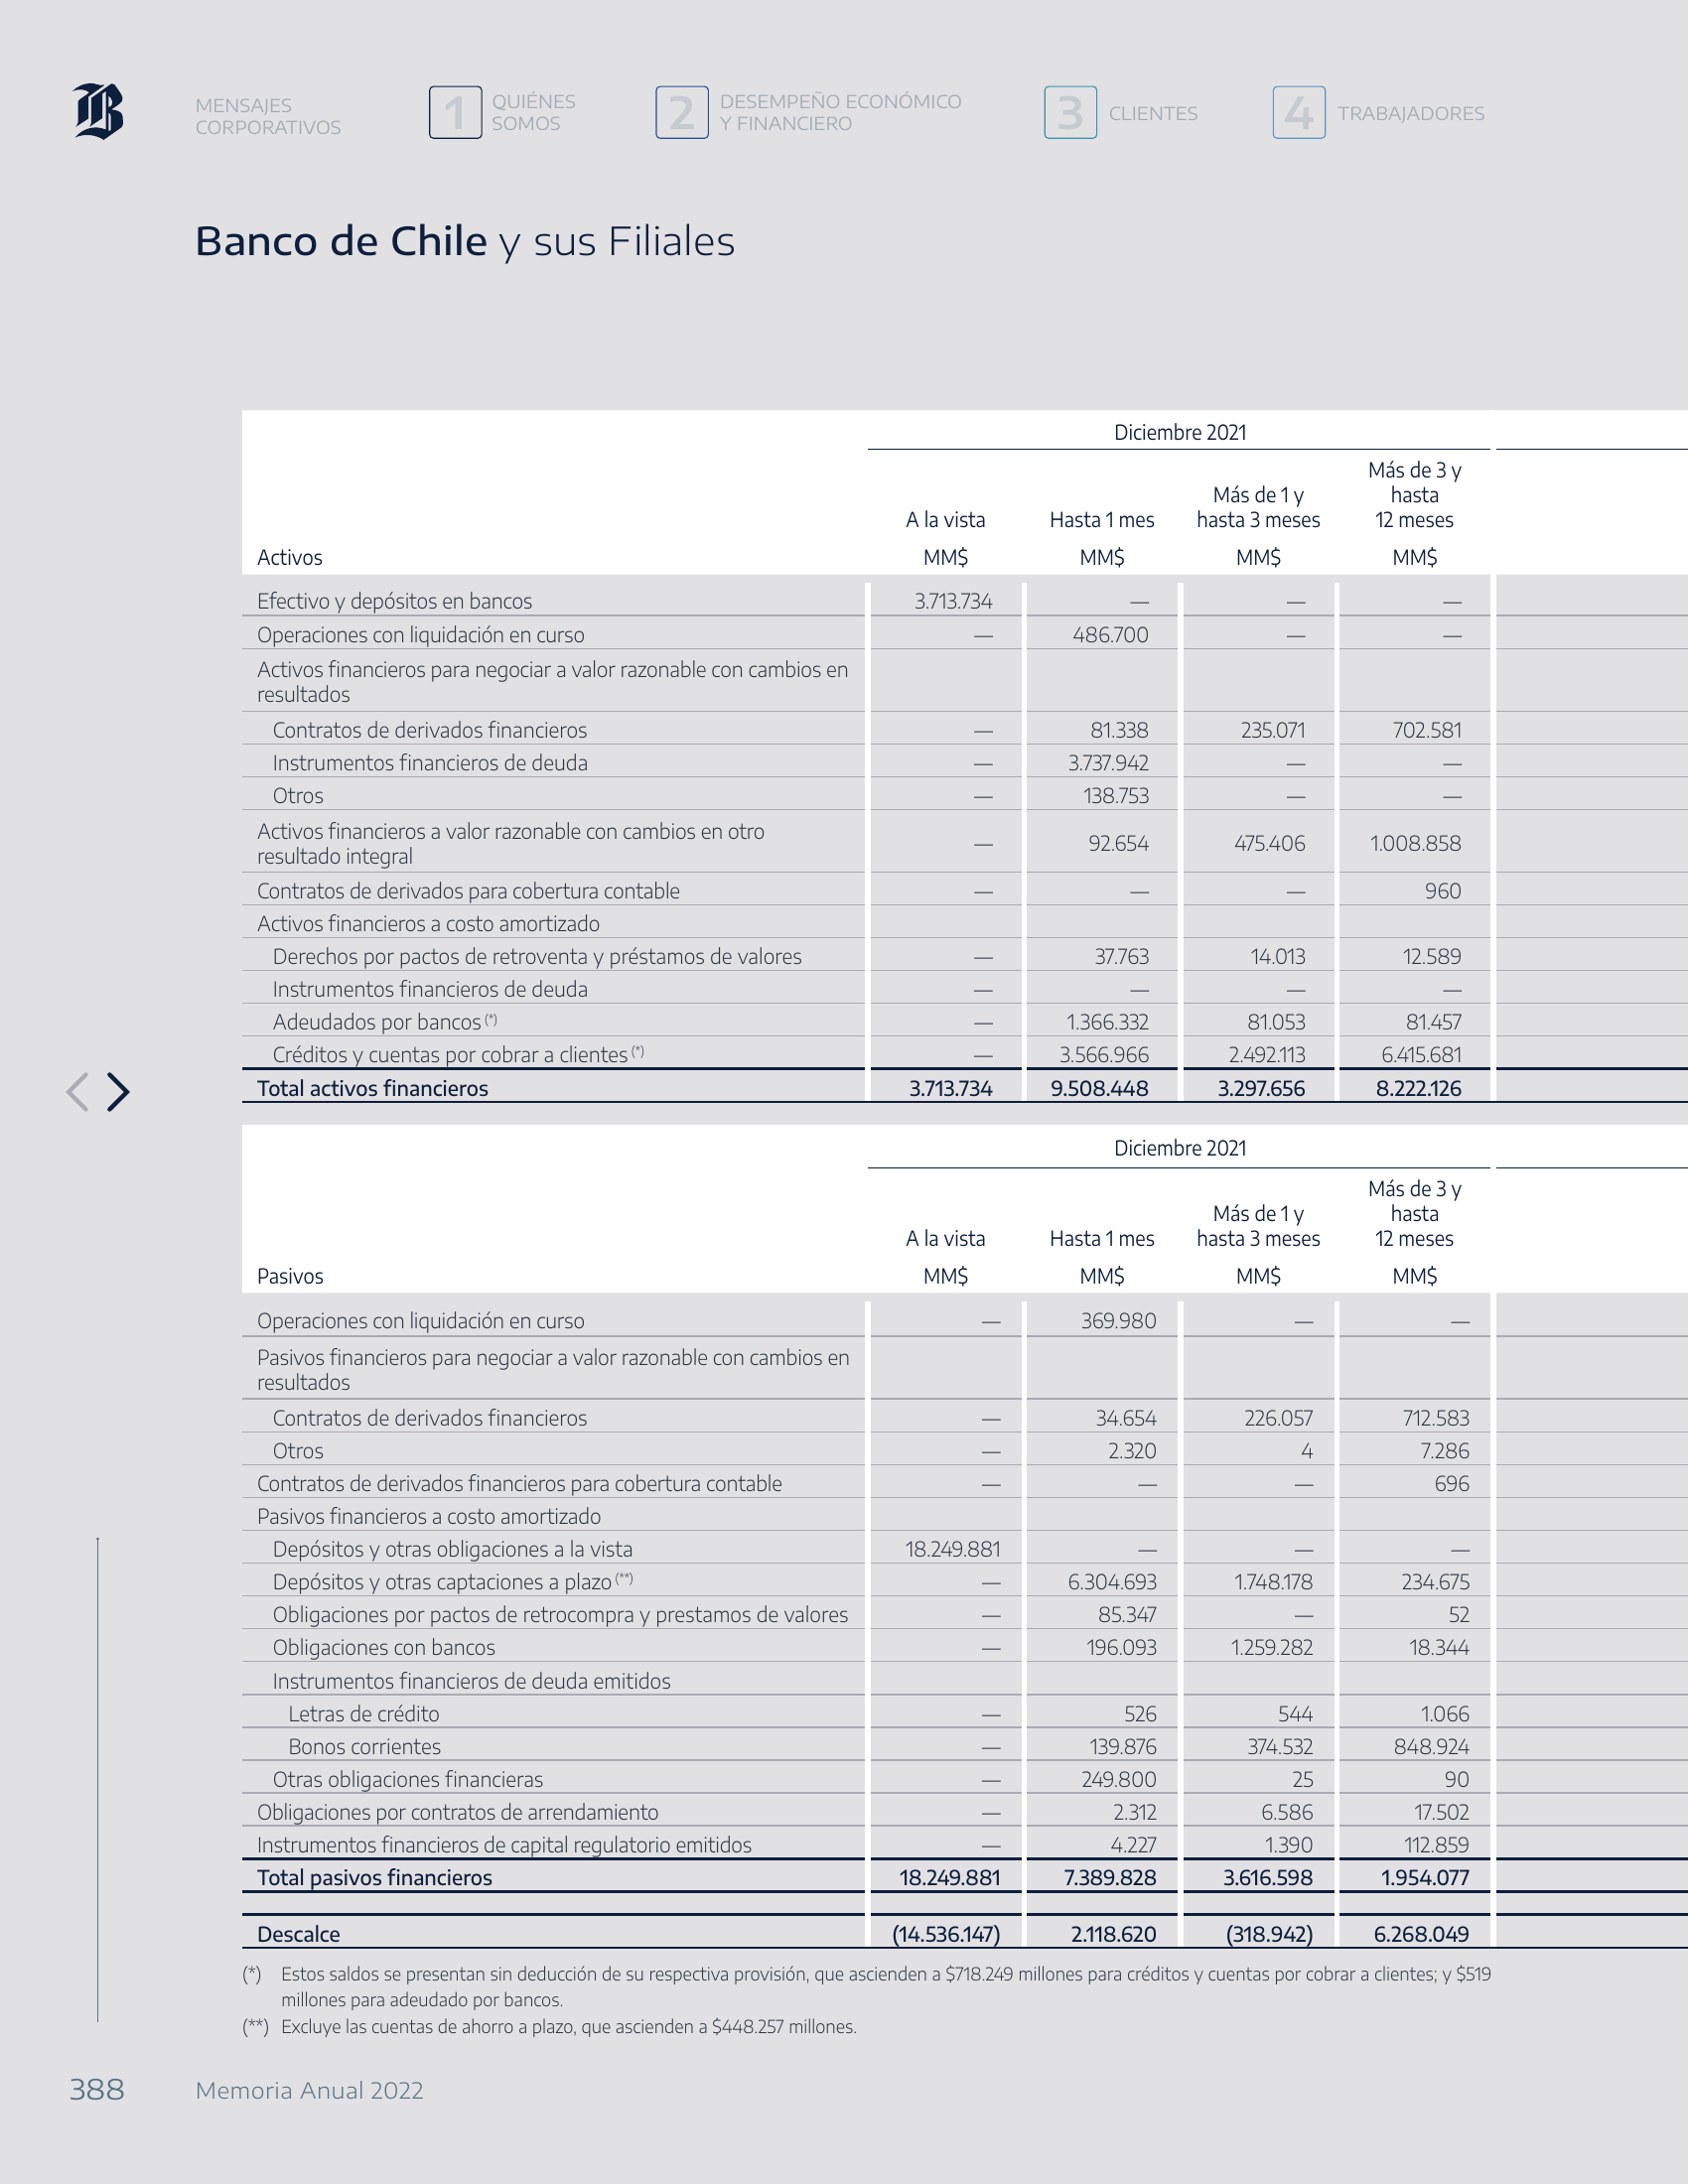 B
MENSAJES
CORPORATIVOS
1
QUIÉNES
SOMOS
2
DESEMPEÑO ECONÓMICO
Y FINANCIERO
3
CLIENTES
4
TRABAJADORES
Banco de Chile y sus Filiales
Diciembre 2021
Activos
A la vista
MM$
Hasta 1 mes
MM$
Más de 1 y
hasta 3 meses
MM$
Más de 3 y
hasta
12 meses
MM$
Efectivo y depósitos en bancos 3.713.734 — — —
Operaciones con liquidación en curso — 486.700 — —
Activos financieros para negociar a valor razonable con cambios en
resultados
Contratos de derivados financieros — 81.338 235.071 702.581
Instrumentos financieros de deuda — 3.737.942 — —
Otros — 138.753 — —
Activos financieros a valor razonable con cambios en otro
resultado integral — 92.654 475.406 1.008.858
Contratos de derivados para cobertura contable — — — 960
Activos financieros a costo amortizado
Derechos por pactos de retroventa y préstamos de valores — 37.763 14.013 12.589
Instrumentos financieros de deuda — — — —
Adeudados por bancos (*) — 1.366.332 81.053 81.457
Créditos y cuentas por cobrar a clientes (*) — 3.566.966 2.492.113 6.415.681
Total activos financieros 3.713.734 9.508.448 3.297.656 8.222.126
Diciembre 2021
Pasivos
A la vista
MM$
Hasta 1 mes
MM$
Más de 1 y
hasta 3 meses
MM$
Más de 3 y
hasta
12 meses
MM$
Operaciones con liquidación en curso — 369.980 — —
Pasivos financieros para negociar a valor razonable con cambios en
resultados
Contratos de derivados financieros — 34.654 226.057 712.583
Otros — 2.320 4 7.286
Contratos de derivados financieros para cobertura contable — — — 696
Pasivos financieros a costo amortizado
Depósitos y otras obligaciones a la vista 18.249.881 — — —
Depósitos y otras captaciones a plazo (**) — 6.304.693 1.748.178 234.675
Obligaciones por pactos de retrocompra y prestamos de valores — 85.347 — 52
Obligaciones con bancos — 196.093 1.259.282 18.344
Instrumentos financieros de deuda emitidos
Letras de crédito — 526 544 1.066
Bonos corrientes — 139.876 374.532 848.924
Otras obligaciones financieras — 249.800 25 90
Obligaciones por contratos de arrendamiento — 2.312 6.586 17.502
Instrumentos financieros de capital regulatorio emitidos — 4.227 1.390 112.859
Total pasivos financieros 18.249.881 7.389.828 3.616.598 1.954.077
Descalce (14.536.147) 2.118.620 (318.942) 6.268.049
(*) Estos saldos se presentan sin deducción de su respectiva provisión, que ascienden a $718.249 millones para créditos y cuentas por cobrar a clientes; y $519
millones para adeudado por bancos.
(**) Excluye las cuentas de ahorro a plazo, que ascienden a $448.257 millones.
388 Memoria Anual 2022